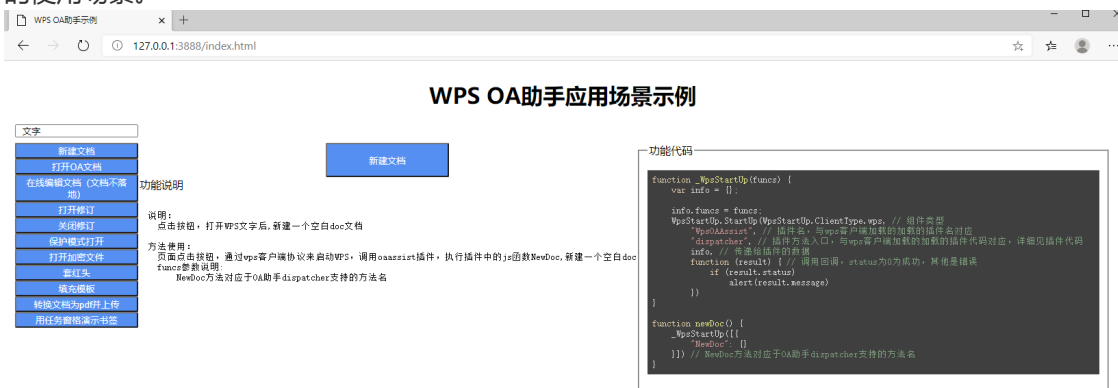 的使用场景。
WPS OA助手示例
127.0.0.1:3888/index.html
WPS OA助手应用场景示例
文字
新建文档
打开OA文档
在线编辑文档（文档不落
地）
打开修订
关闭修订
保护模式打开
打开加密文件
套红头
填充模板
转换文档为pdf并上传
用任务窗格演示书签
新建文档
功能说明
说明：
点击按钮，打开WPS文字后,新建一个空白doc文档
方法使用：
页面点击按钮，通过wps客户端协议来启动WPS，调用oaassist插件，执行插件中的js函数NewDoc,新建一个空白doc
funcs参数说明:
NewDoc方法对应于OA助手dispatcher支持的方法名
功能代码
function _WpsStartUp(funcs) {
var info = {};
info.funcs = funcs;
WpsStartUp.StartUp(WpsStartUp.ClientType.wps, // 组件类型
"WpsOAAssist", // 插件名，与wps客户端加载的加载的插件名对应
"dispatcher", // 插件方法入口，与wps客户端加载的加载的插件代码对应，详细见插件代码
info, // 传递给插件的数据
function (result) { // 调用回调，status为0为成功，其他是错误
if (result.status)
alert(result.message)
})
}
function newDoc() {
_WpsStartUp([{
"NewDoc": {}
}]) // NewDoc方法对应于OA助手dispatcher支持的方法名
}